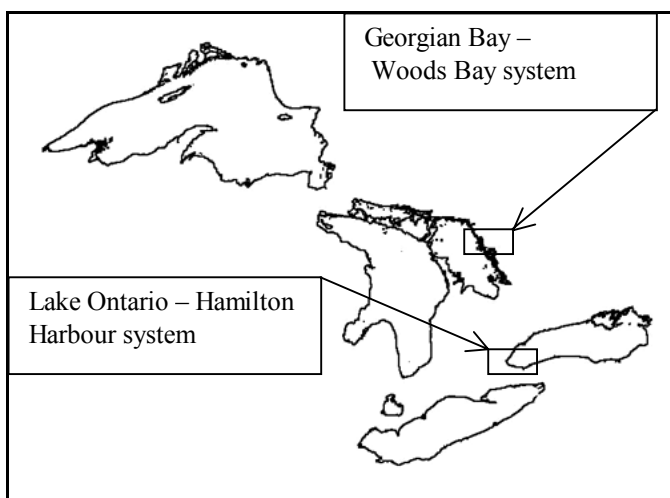 Georgian Bay –
Woods Bay system
Lake Ontario – Hamilton
Harbour system